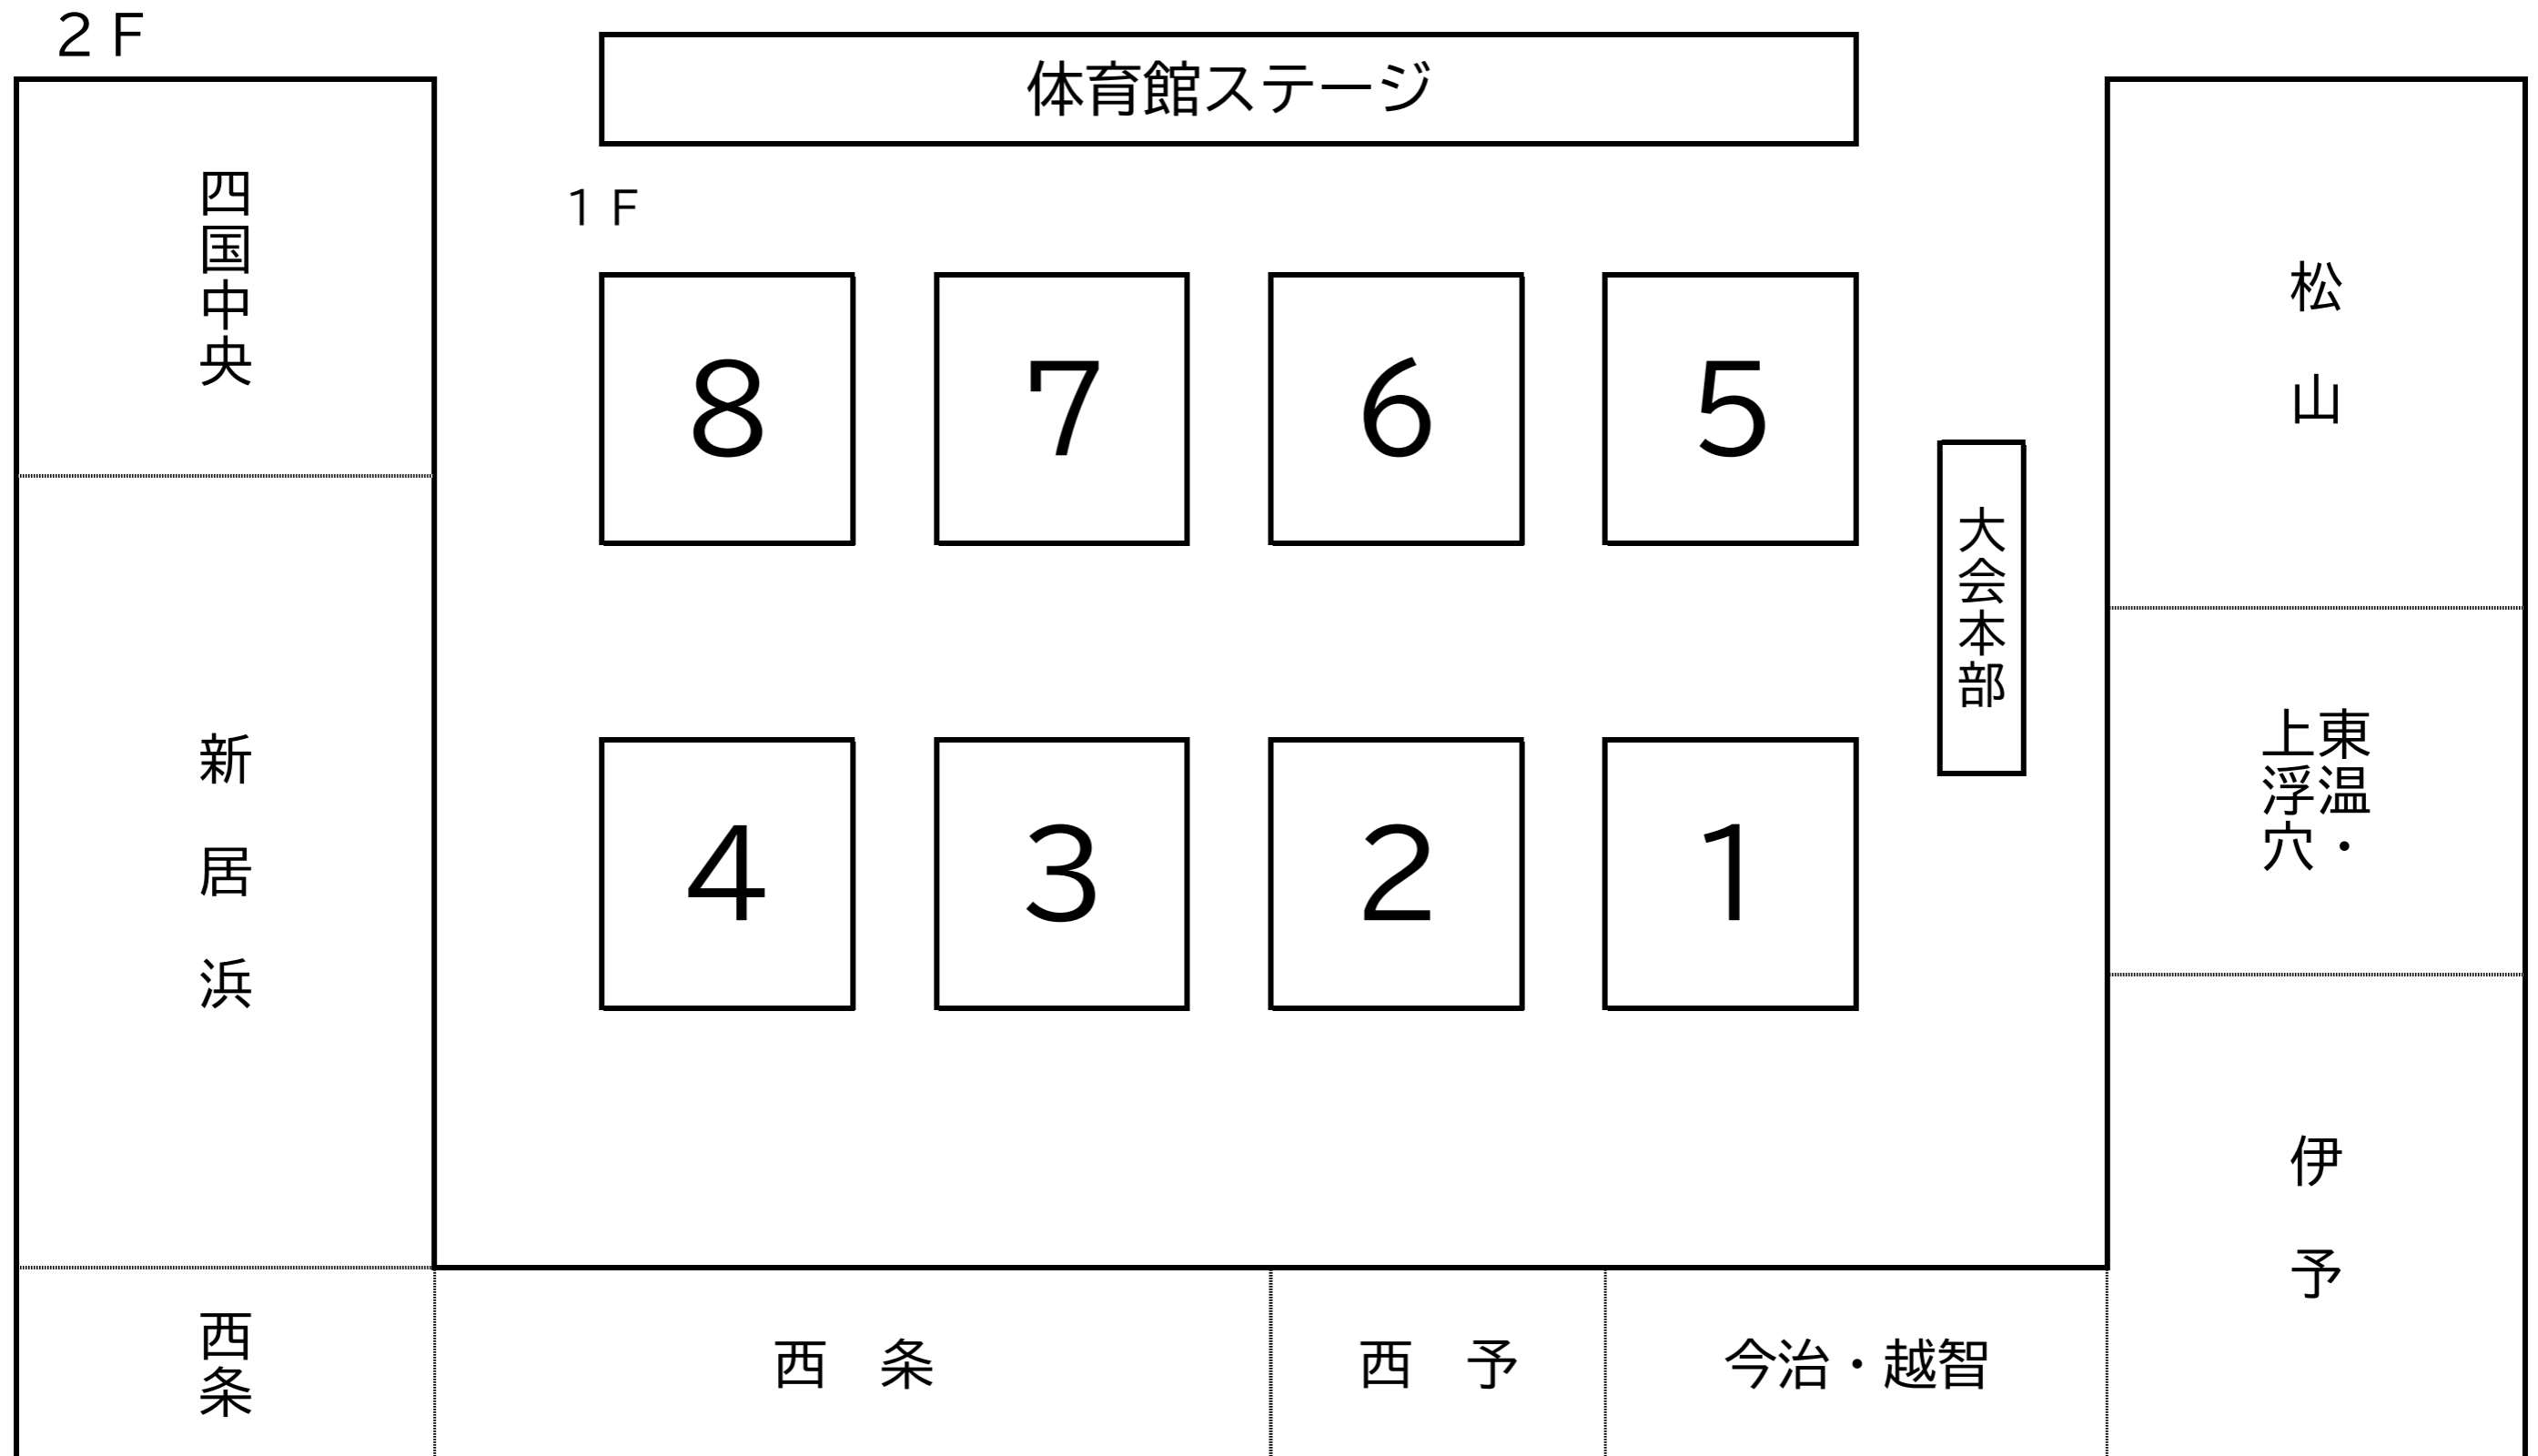 ２Ｆ
体育館ステージ
１Ｆ
四国中央
新居浜
西条
8
7
6
5
4
3
2
1
大会本部
松山
東温・
上浮穴
伊予
西　条
西　予
今治・越智